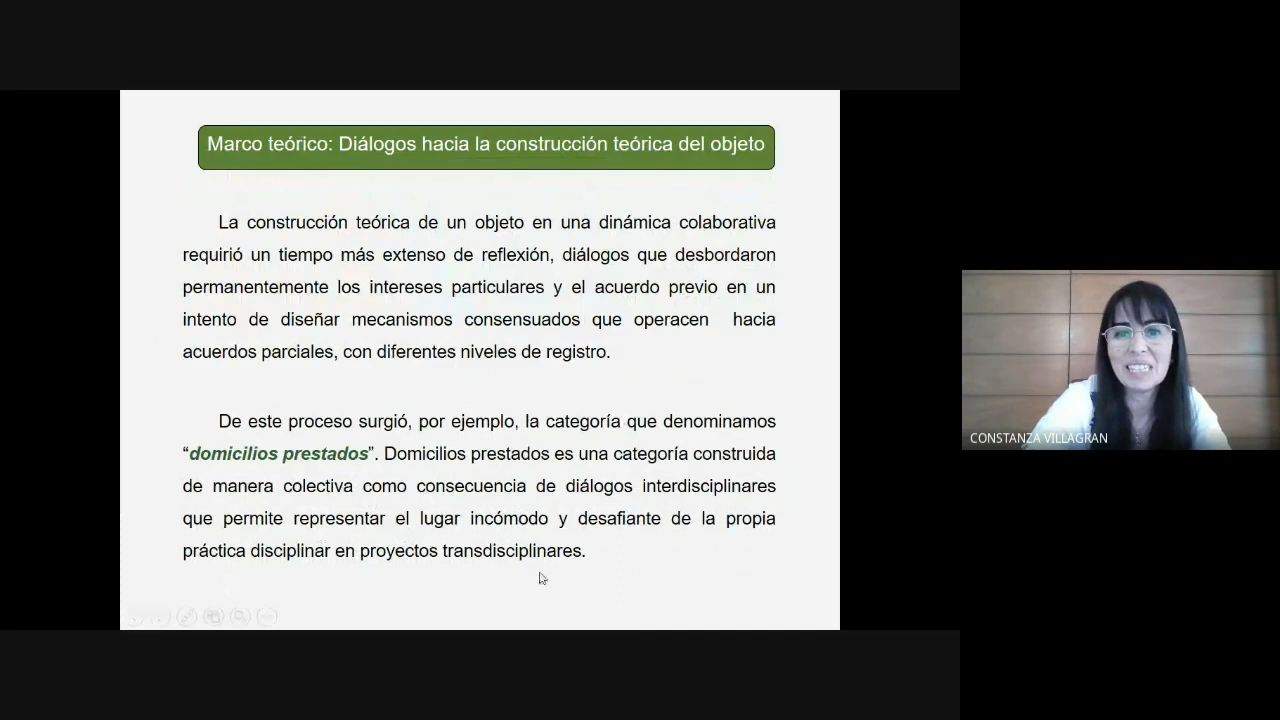 Marco teórico: Diálogos hacia la construcción teórica del objeto
La construcción teórica de un objeto en una dinámica colaborativa
requirió un tiempo más extenso de reflexión, diálogos que desbordaron
permanentemente los intereses particulares y el acuerdo previo en un
intento de diseñar mecanismos consensuados que operacen hacia
acuerdos parciales, con diferentes niveles de registro.
De este proceso surgió, por ejemplo, la categoría que denominamos
“domicilios prestados”. Domicilios prestados es una categoría construida
de manera colectiva como consecuencia de diálogos interdisciplinares
que permite representar el lugar incómodo y desafiante de la propia
práctica disciplinar en proyectos transdisciplinares.
CONSTANZA VILLAGRAN